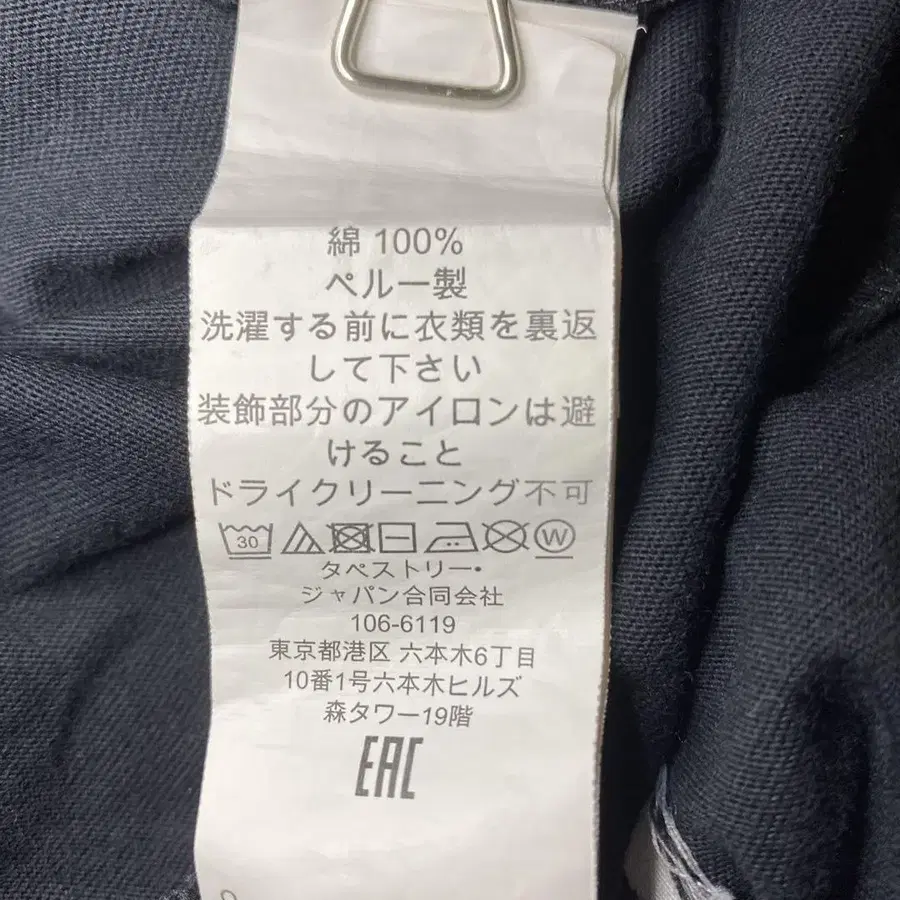 綿 100%
ペルー製
洗濯する前に衣類を裏返
して下さい
装飾部分のアイロンは避
けること
ドライクリーニング不可
30 W
タペストリー・
ジャパン合同会社
106-6119
東京都港区 六本木6丁目
10番1号六本木ヒルズ
森タワー19階
EAC